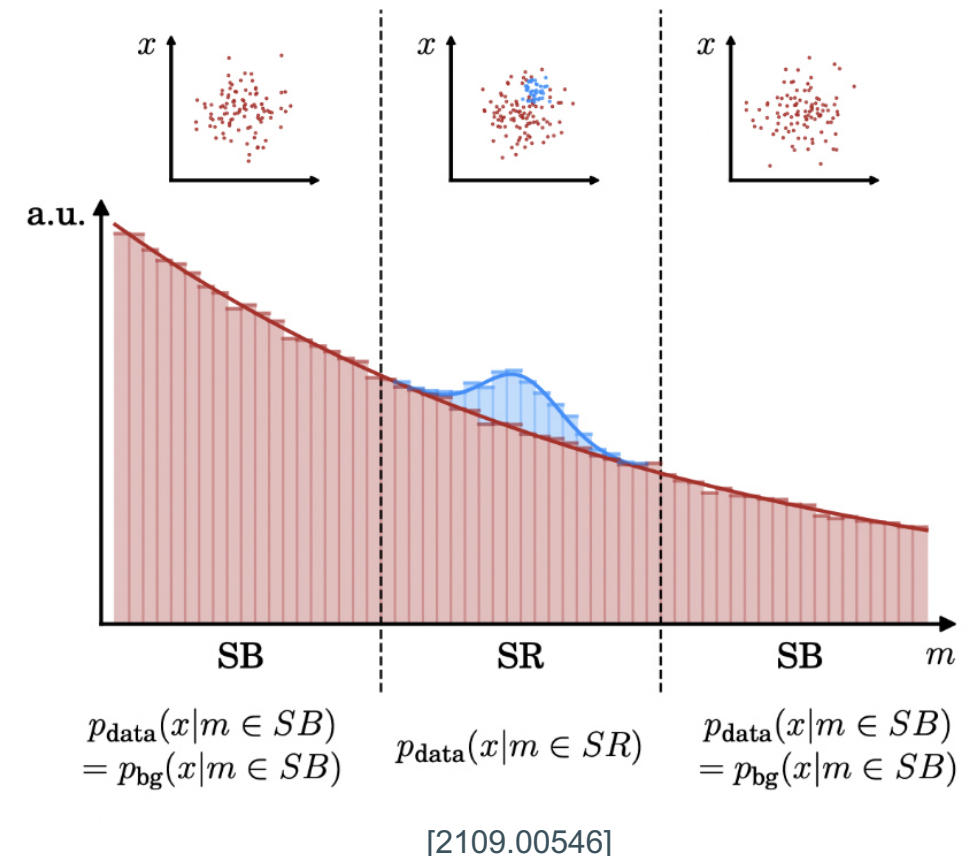 x x x
a.u.
SB SR SB m
p_data(x|m ∈ SB) p_data(x|m ∈ SR) p_data(x|m ∈ SB)
= p_bg(x|m ∈ SB) = p_bg(x|m ∈ SB)
[2109.00546]